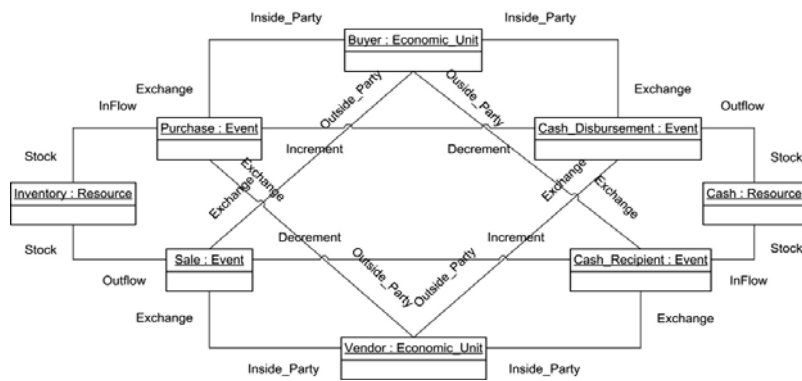 Inside_Party
Inside_Party
Buyer : Economic_Unit
Exchange
Outside_Party
Ouside_Party
Exchange
InFlow
Outflow
Purchase : Event
Cash_Disbursement : Event
Increment
Decrement
Stock
Exchange
Exchange
Exchange
Exchange
Stock
Inventory : Resource
Cash : Resource
Stock
Decrement
Increment
Stock
Sale : Event
Outside_Party
Outside_Party
Cash_Recipient : Event
Outflow
InFlow
Exchange
Exchange
Vendor : Economic_Unit
Inside_Party
Inside_Party